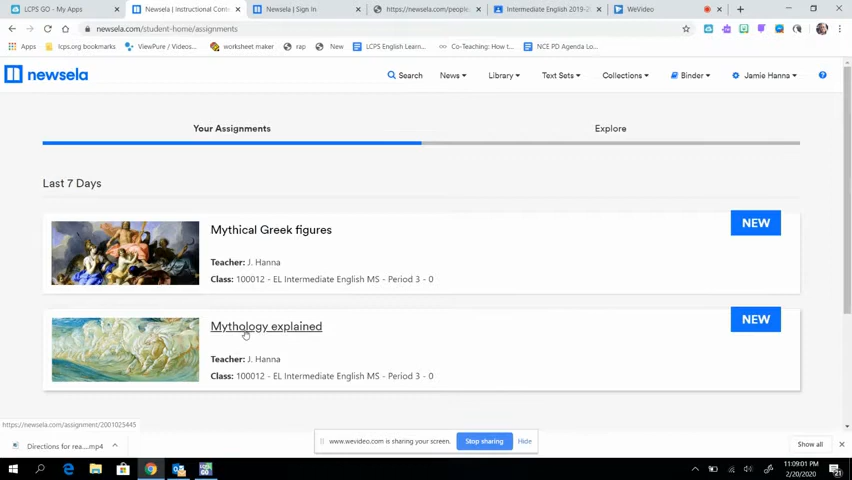 LCPS GO - My Apps
Newsela | Instructional Conte
Newsela | Sign In
https://newsela.com/people
Intermediate English 2019-2
WeVideo
newsela.com/student-home/assignments
Apps
lcps.org bookmarks
ViewPure / Videos...
worksheet maker
rap
New
LCPS English Learn...
Co-Teaching: How t...
NCE PD Agenda Lo...
newsela
Search
News
Library
Text Sets
Collections
Binder
Jamie Hanna
Your Assignments
Explore
Last 7 Days
Mythical Greek figures
NEW
Teacher: J. Hanna
Class: 100012 - EL Intermediate English MS - Period 3 - 0
Mythology explained
NEW
Teacher: J. Hanna
Class: 100012 - EL Intermediate English MS - Period 3 - 0
https://newsela.com/assignment/2001025445
Directions for rea....mp4
www.wevideo.com is sharing your screen.
Stop sharing
Hide
Show all
LCPS
GO
11:09:01 AM
2/20/2020
21